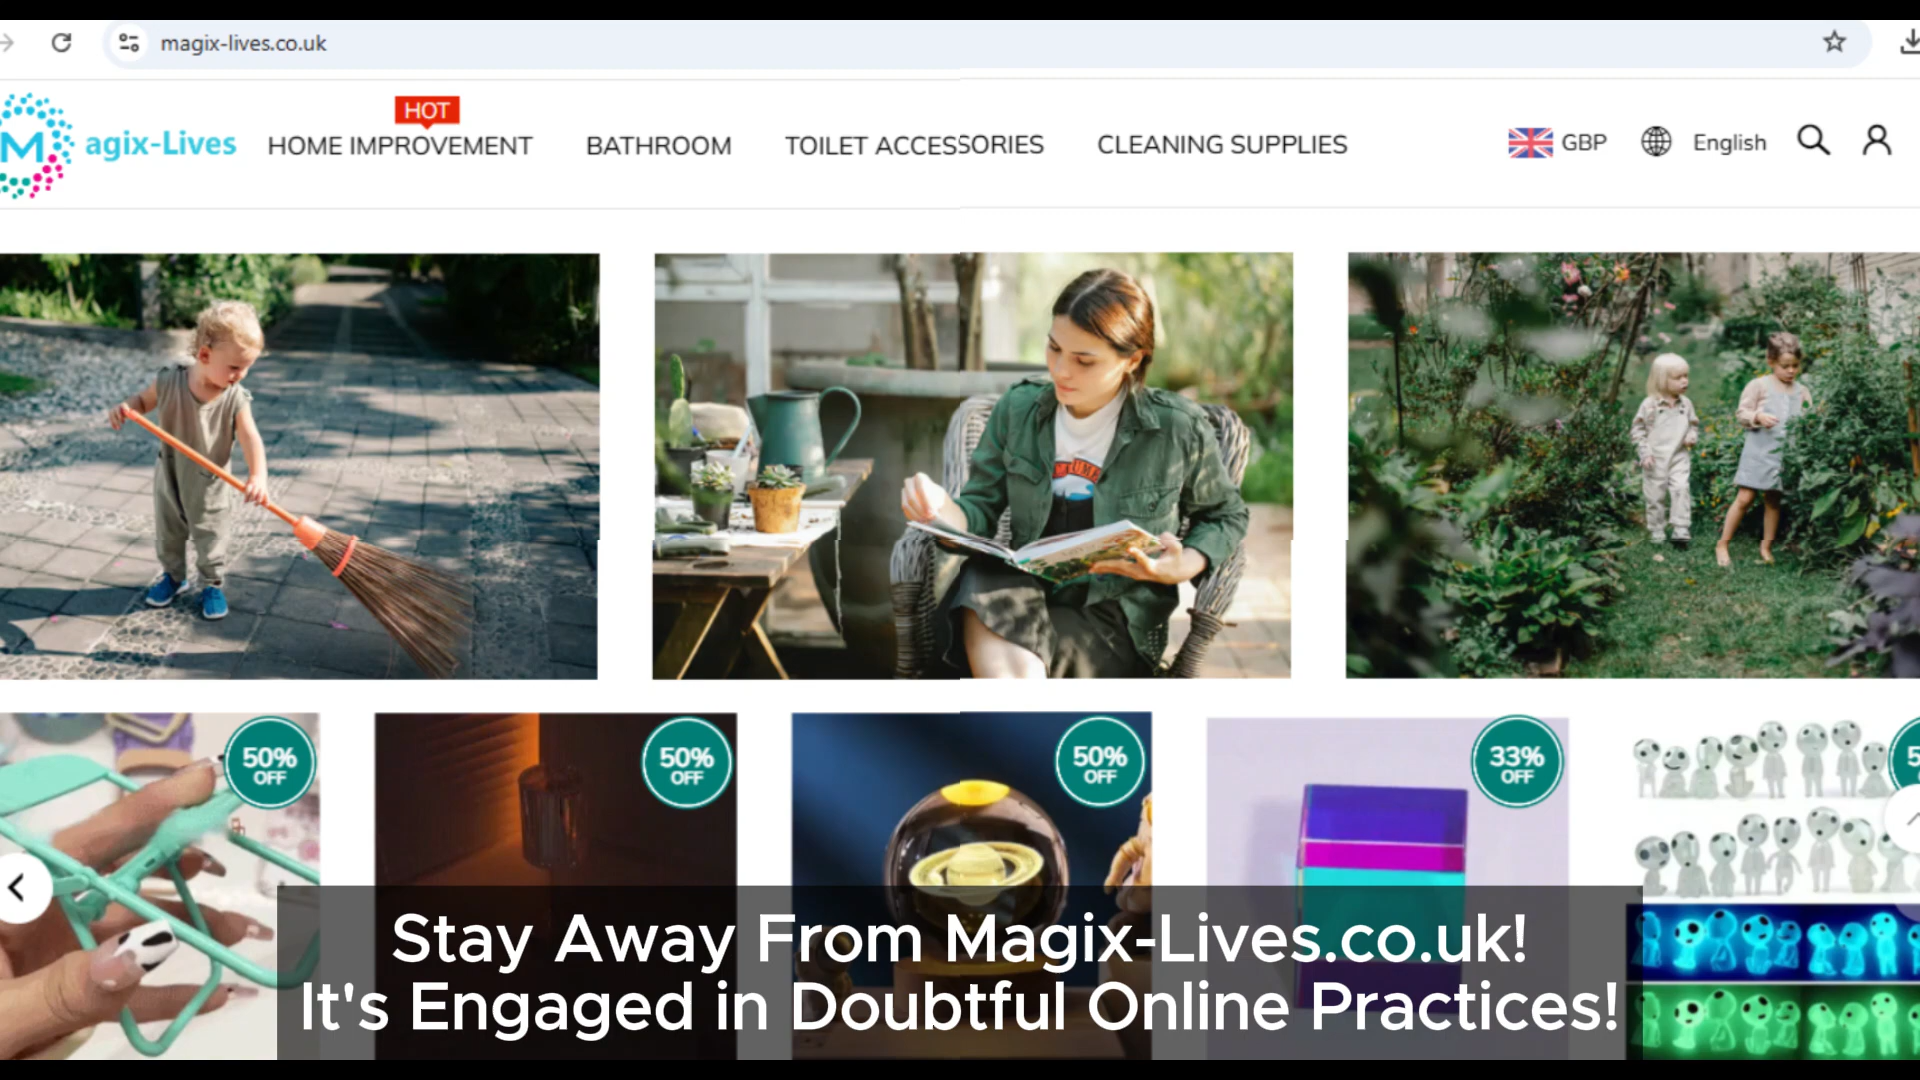 magix-lives.co.uk
HOT
M agix-Lives HOME IMPROVEMENT BATHROOM TOILET ACCESSORIES CLEANING SUPPLIES GBP English
50% OFF
50% OFF
50% OFF
33% OFF
5
Stay Away From Magix-Lives.co.uk!
It's Engaged in Doubtful Online Practices!